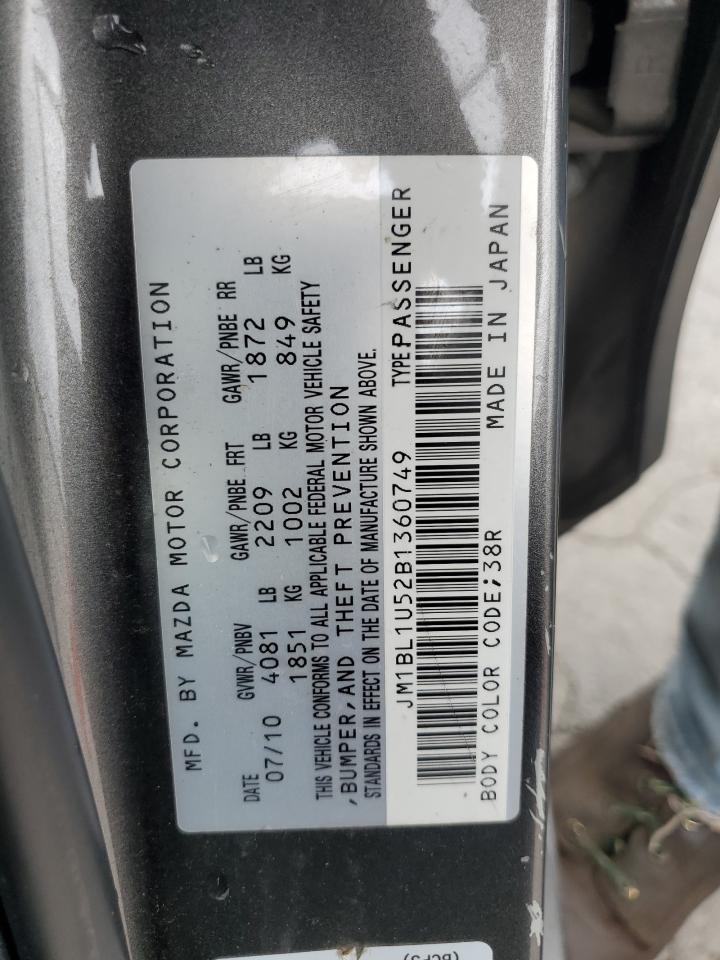 MFD. BY MAZDA MOTOR CORPORATION
DATE GVWR/PNBV GAWR/PNBE FRT GAWR/PNBE RR
07/10 4081 LB 2209 LB 1872 LB
1851 KG 1002 KG 849 KG
THIS VEHICLE CONFORMS TO ALL APPLICABLE FEDERAL MOTOR VEHICLE SAFETY
,BUMPER,AND THEFT PREVENTION
STANDARDS IN EFFECT ON THE DATE OF MANUFACTURE SHOWN ABOVE.
JM1BL1U52B1360749 TYPE PASSENGER
BODY COLOR CODE;38R MADE IN JAPAN